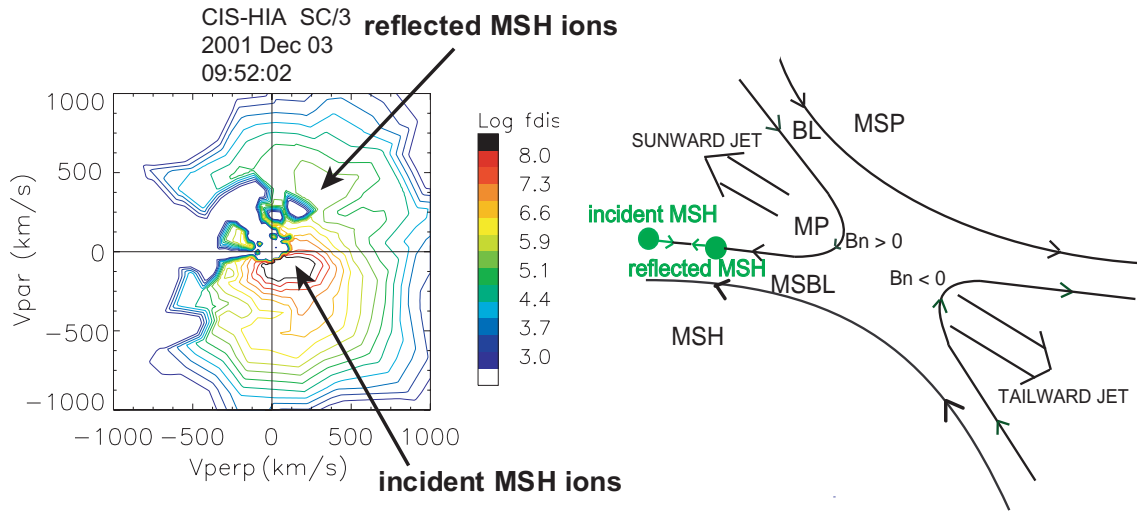 CIS-HIA SC/3
2001 Dec 03
09:52:02
reflected MSH ions
1000
500
0
-500
-1000
Vpar (km/s)
-1000
-500
0
500
1000
Vperp (km/s)
incident MSH ions
Log fdis
8.0
7.3
6.6
5.9
5.1
4.4
3.7
3.0
BL
MSP
SUNWARD JET
incident MSH
MP
Bn > 0
reflected MSH
MSBL
Bn < 0
MSH
TAILWARD JET